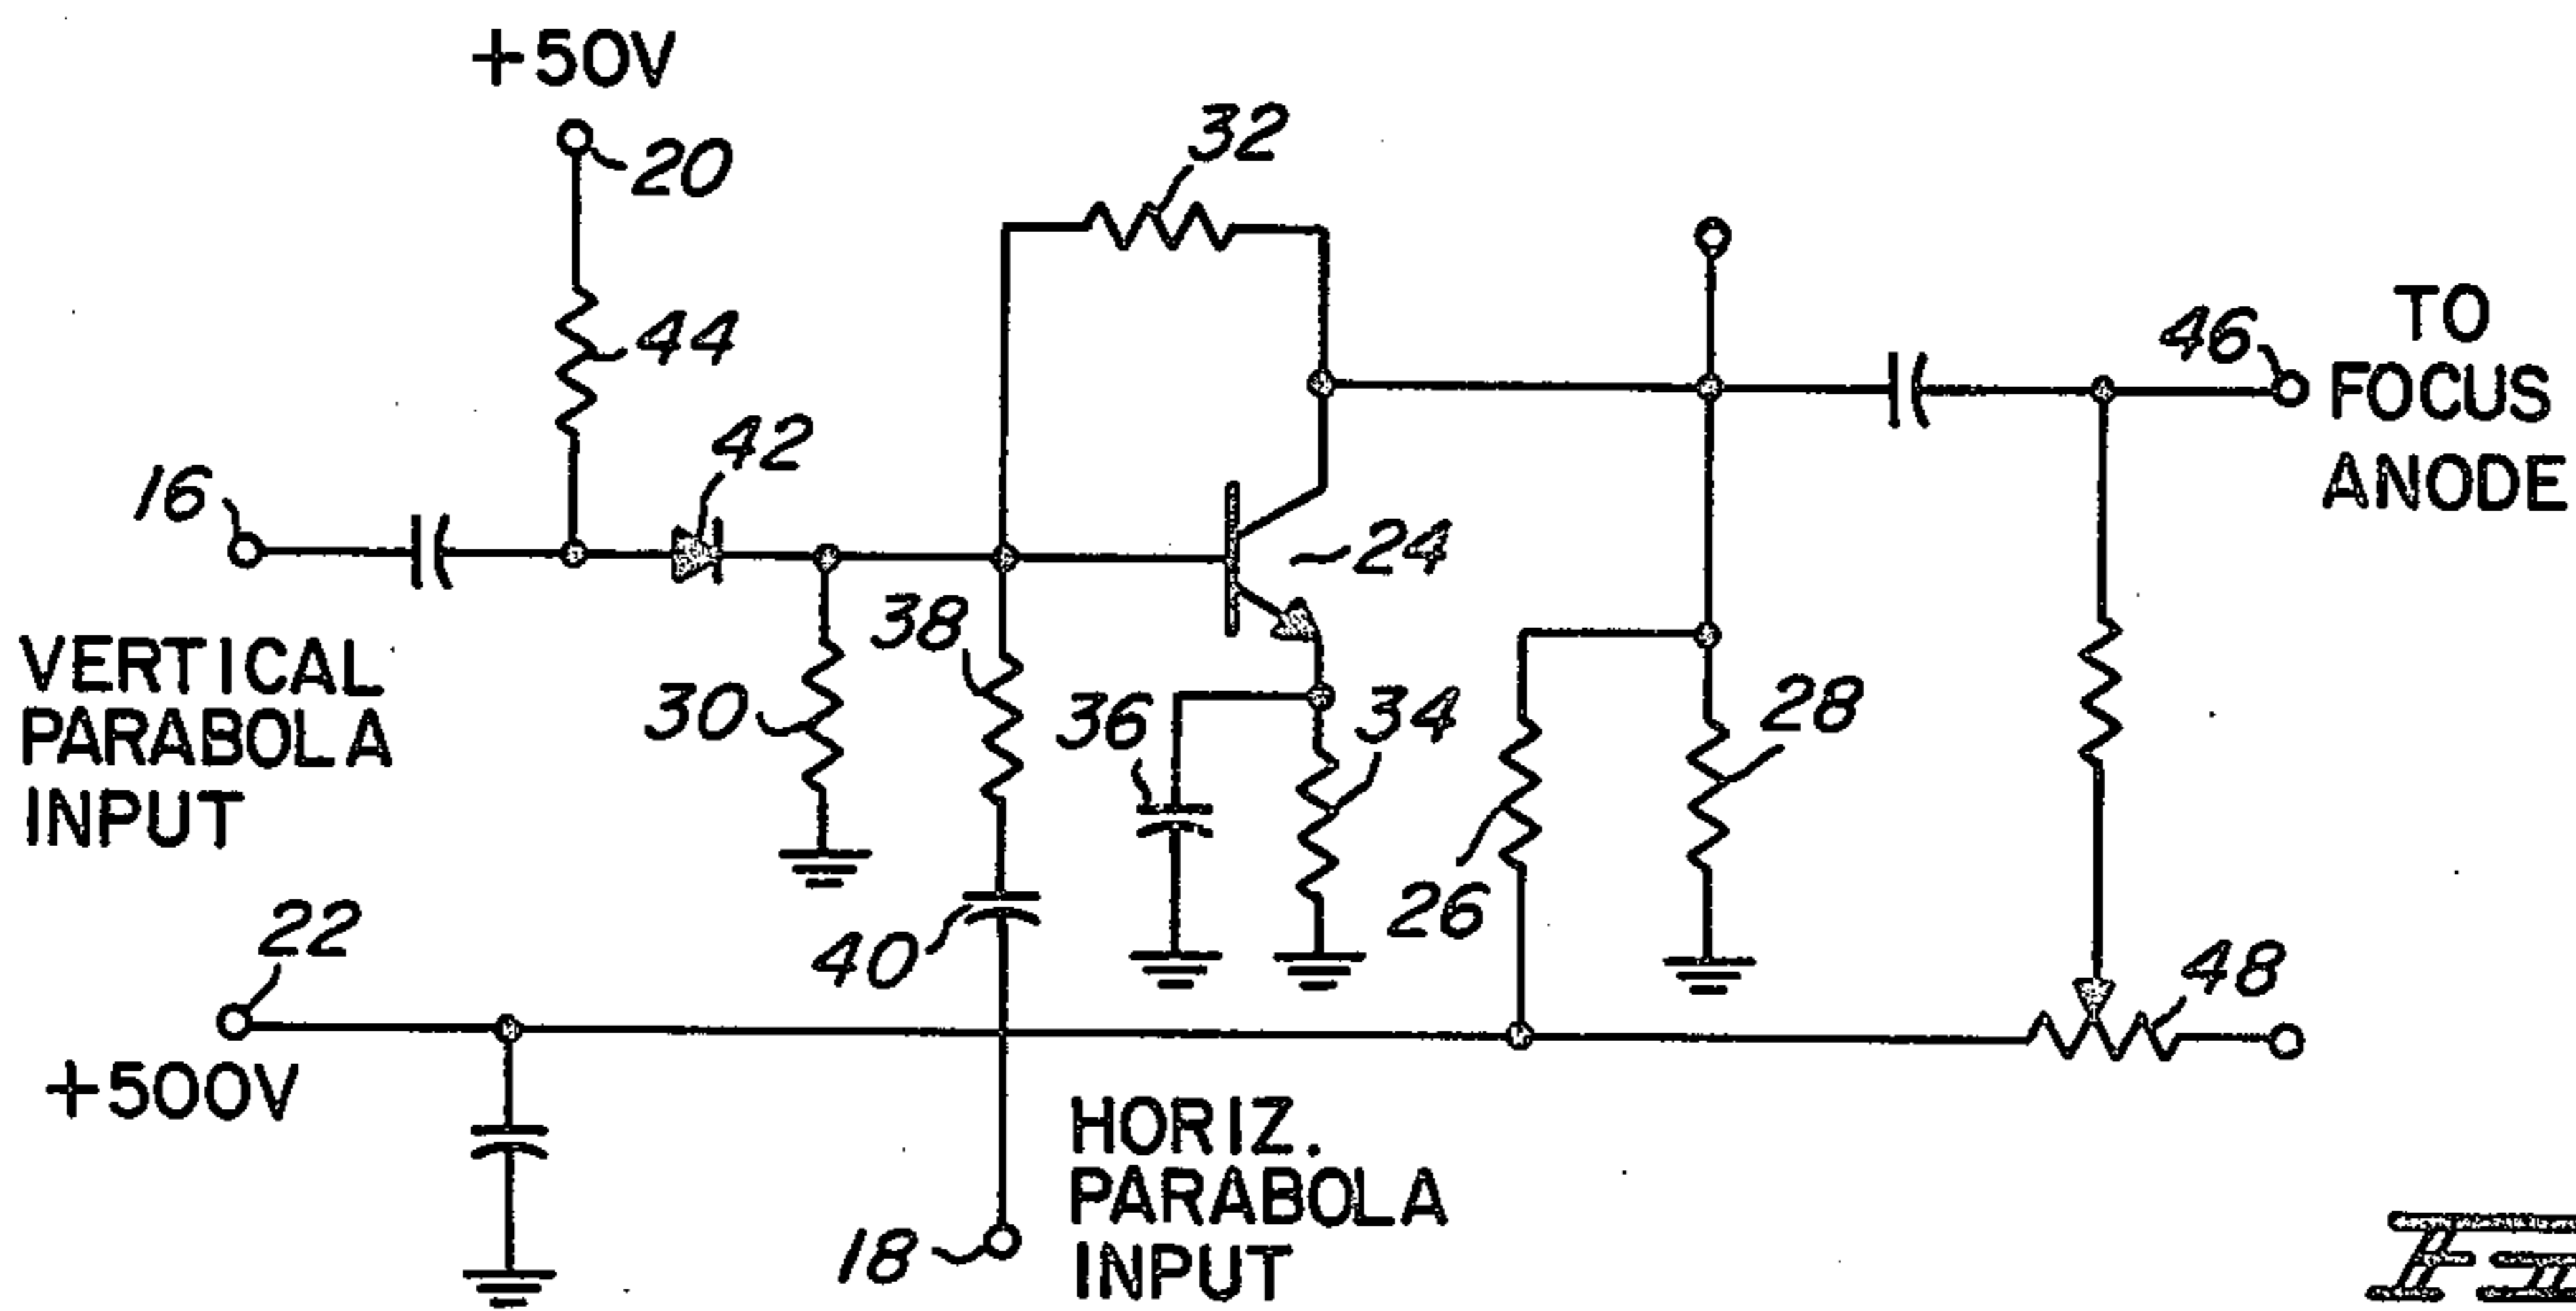 +50V
20
32
44
42
16
46
TO
FOCUS
ANODE
24
VERTICAL
PARABOLA
INPUT
30
38
36
34
28
26
40
22
+500V
48
HORIZ.
PARABOLA
INPUT
18